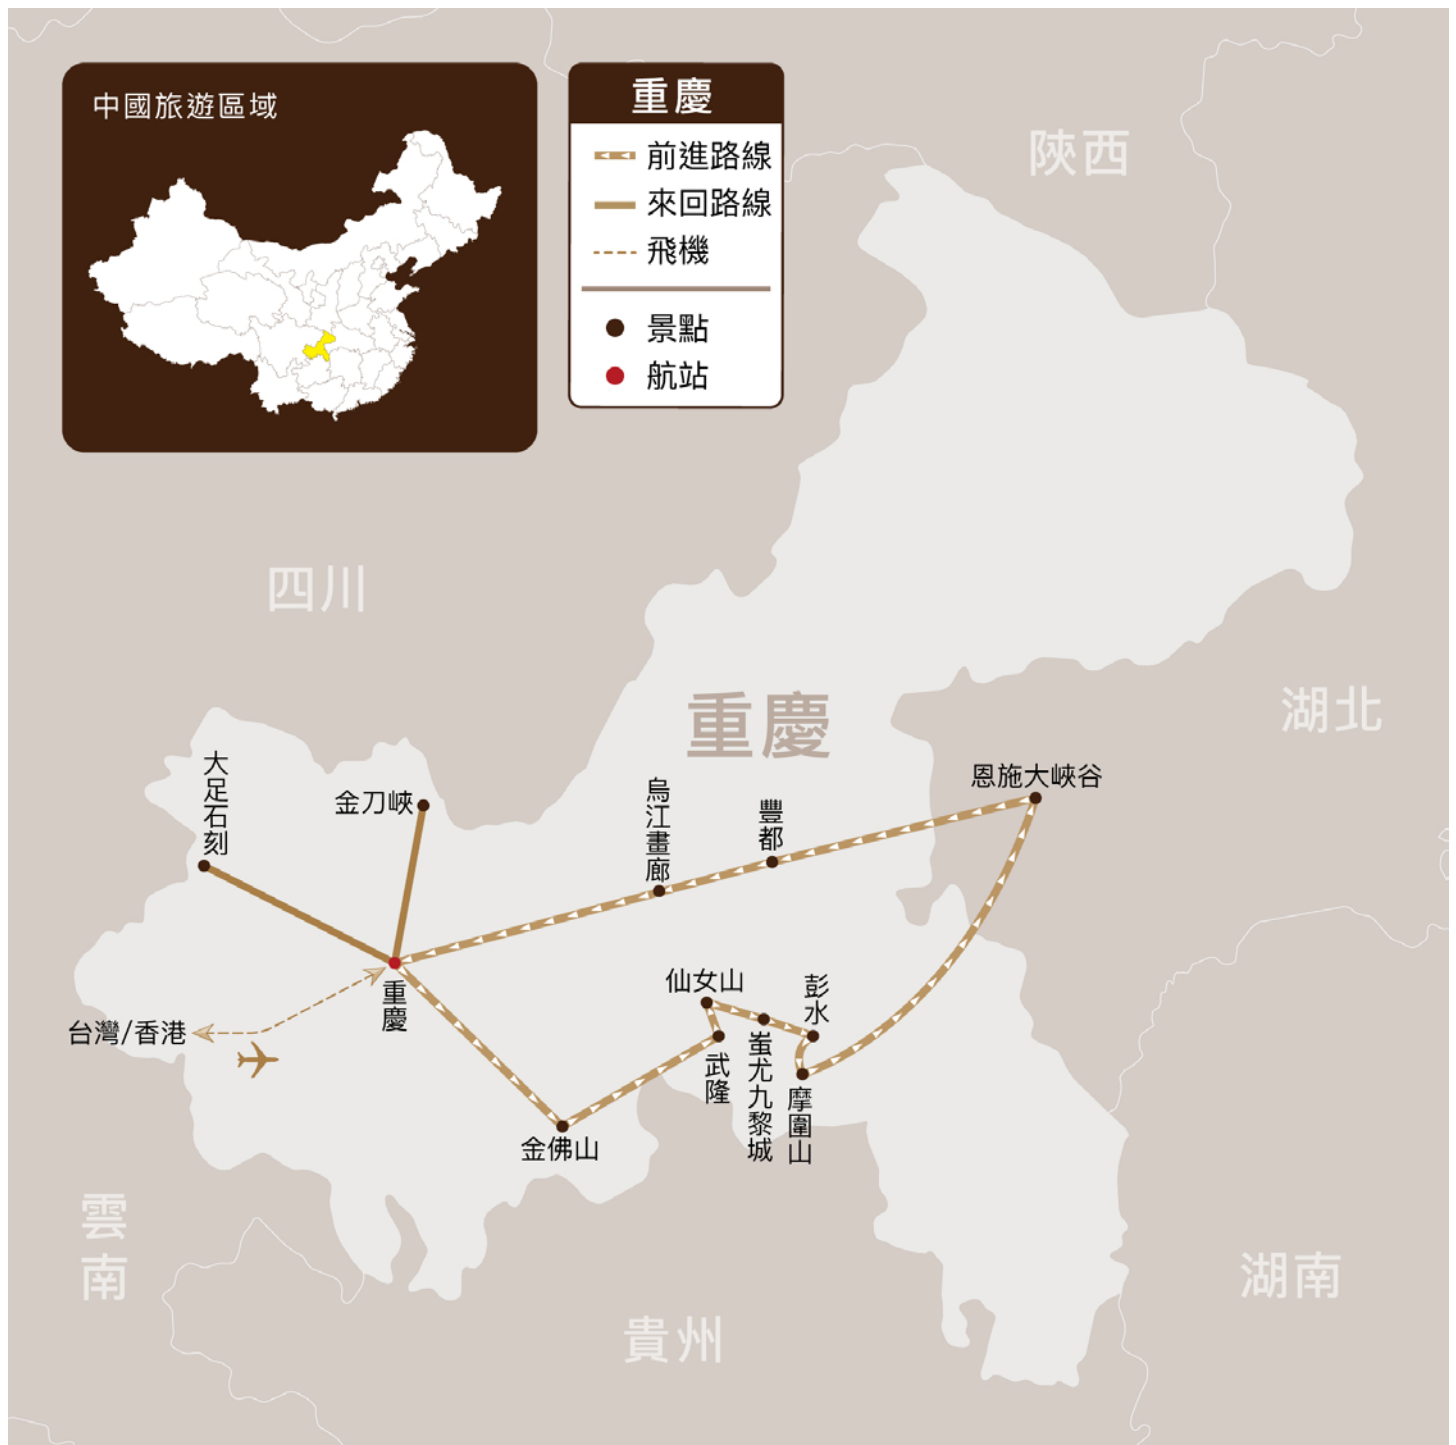 中國旅遊區域
重慶
前進路線
來回路線
飛機
景點
航站
陝西
四川
湖北
重慶
恩施大峽谷
大足石刻
金刀峽
烏江畫廊
豐都
仙女山
彭水
重慶
台灣/香港
武隆
蚩尤九黎城
摩圍山
金佛山
雲南
湖南
貴州